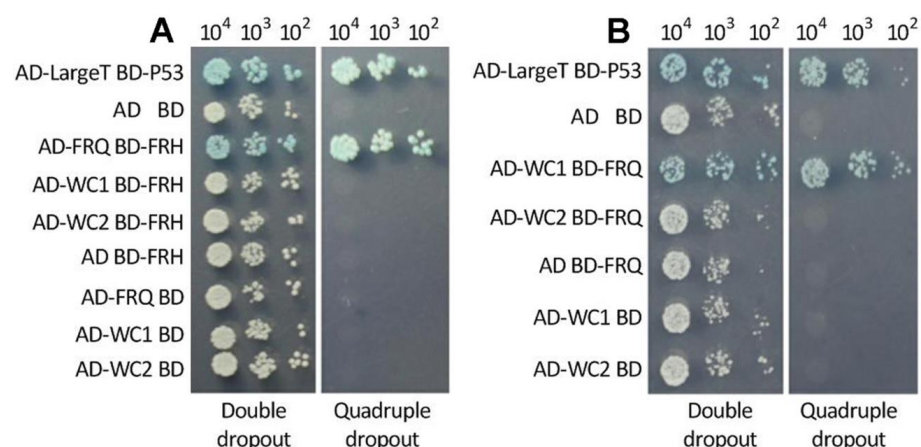 A
10⁴ 10³ 10² 10⁴ 10³ 10²
AD-LargeT BD-P53
AD BD
AD-FRQ BD-FRH
AD-WC1 BD-FRH
AD-WC2 BD-FRH
AD BD-FRH
AD-FRQ BD
AD-WC1 BD
AD-WC2 BD
Double
dropout
Quadruple
dropout
B
10⁴ 10³ 10² 10⁴ 10³ 10²
AD-LargeT BD-P53
AD BD
AD-WC1 BD-FRQ
AD-WC2 BD-FRQ
AD BD-FRQ
AD-WC1 BD
AD-WC2 BD
Double
dropout
Quadruple
dropout